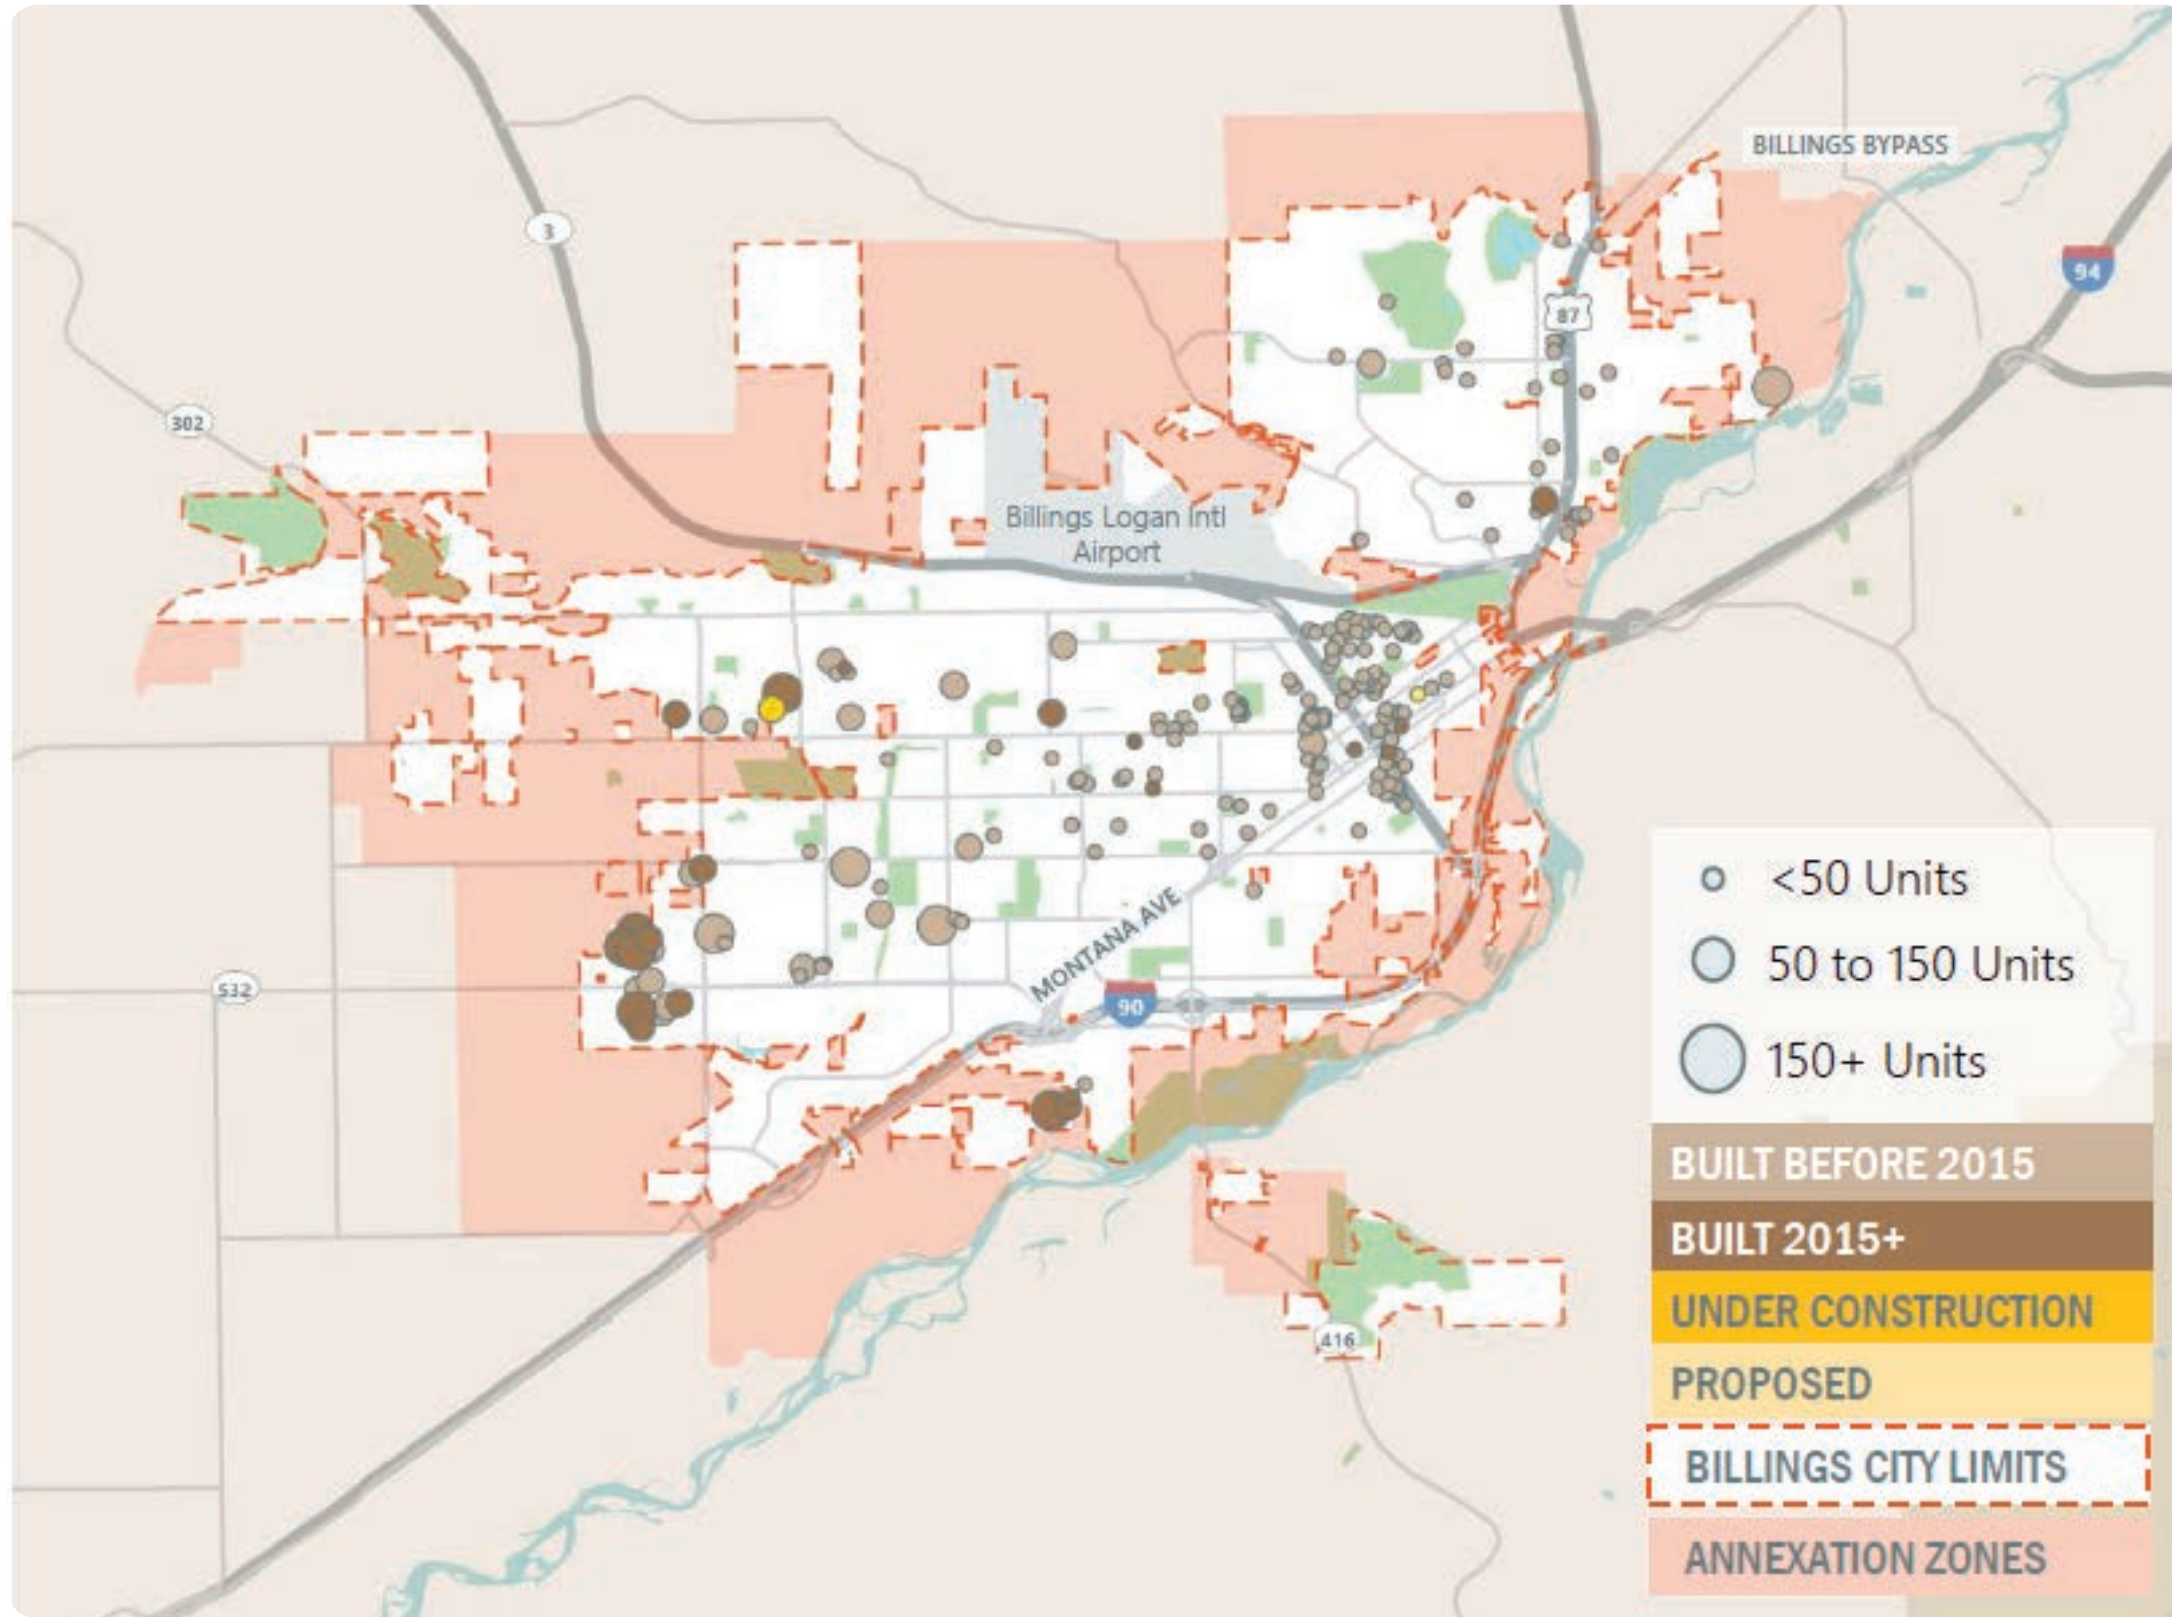 BILLINGS BYPASS
3
94
87
302
Billings Logan Intl
Airport
MONTANA AVE
532
90
416
<50 Units
50 to 150 Units
150+ Units
BUILT BEFORE 2015
BUILT 2015+
UNDER CONSTRUCTION
PROPOSED
BILLINGS CITY LIMITS
ANNEXATION ZONES